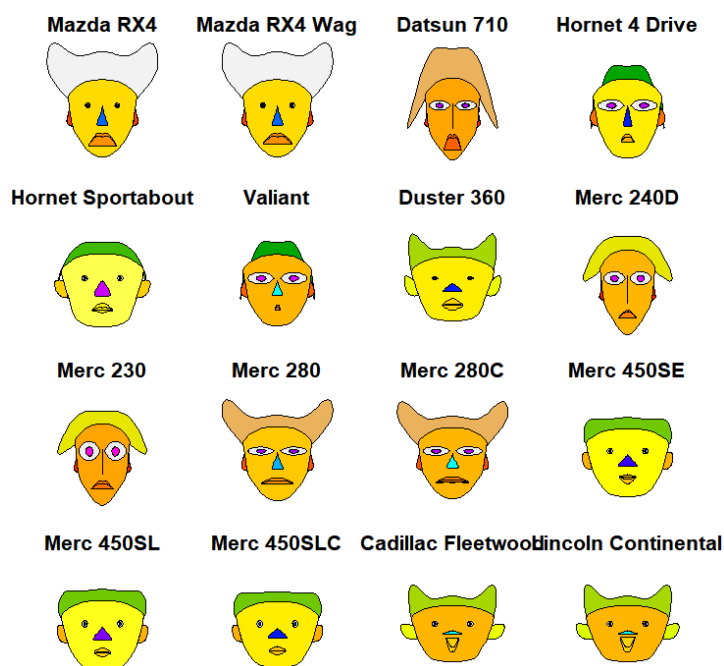 Mazda RX4 Mazda RX4 Wag Datsun 710 Hornet 4 Drive
Hornet Sportabout Valiant Duster 360 Merc 240D
Merc 230 Merc 280 Merc 280C Merc 450SE
Merc 450SL Merc 450SLC Cadillac Fleetwood Lincoln Continental